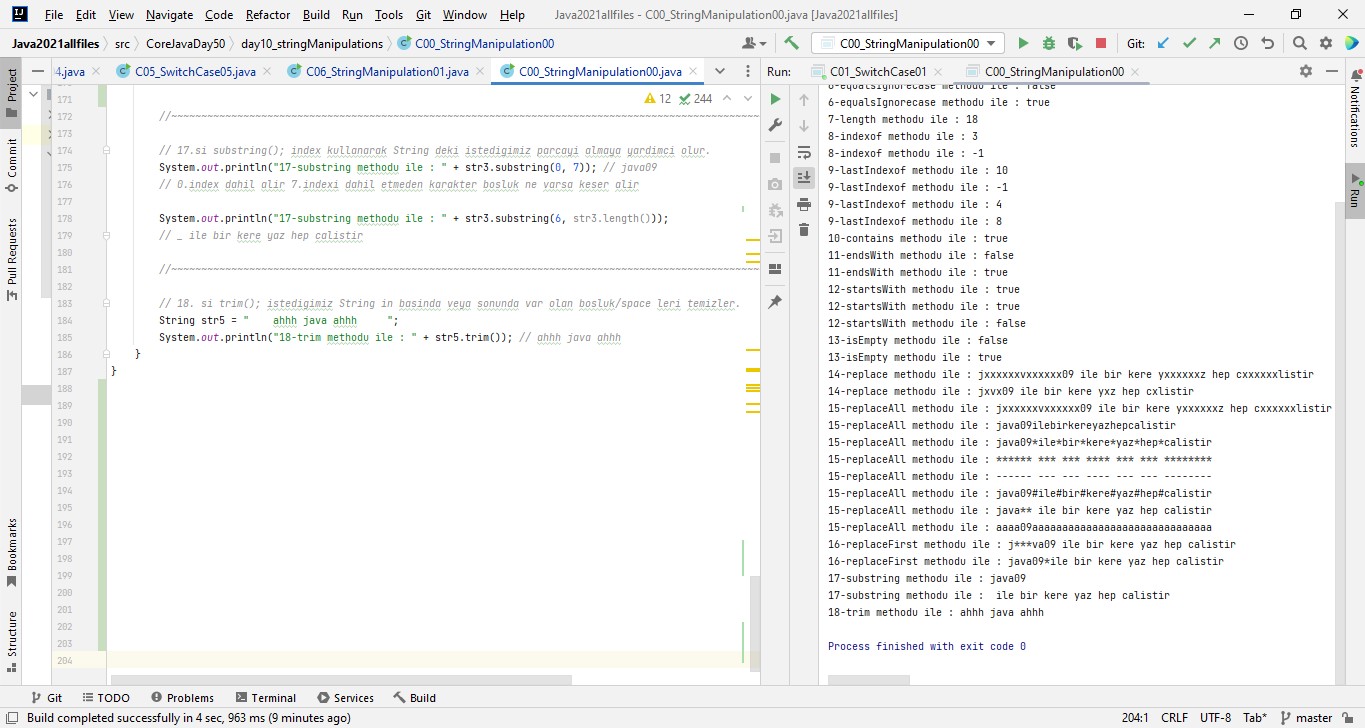 File Edit View Navigate Code Refactor Build Run Tools Git Window Help Java2021allfiles - C00_StringManipulation00.java [Java2021allfiles]
Java2021allfiles src CoreJavaDay50 day10_stringManipulations C00_StringManipulation00
C00_StringManipulation00 Git:
4.java C05_SwitchCase05.java C06_StringManipulation01.java C00_StringManipulation00.java
Project
Commit
Pull Requests
Bookmarks
Structure
12 244
171
172 //~~~~~~~~~~~~~~~~~~~~~~~~~~~~~~~~~~~~~~~~~~~~~~~~~~~~~~~~~~~~~~~~~~~~~~~~~~~~~~~~~~~~~~~~~~~~~~~~~~
173
174 // 17.si substring(); index kullanarak String deki istedigimiz parcayi almaya yardimci olur.
175 System.out.println("17-substring methodu ile : " + str3.substring(0, 7)); // java09
176 // 0.index dahil alir 7.indexi dahil etmeden karakter bosluk ne varsa keser alir
177
178 System.out.println("17-substring methodu ile : " + str3.substring(6, str3.length()));
179 // _ ile bir kere yaz hep calistir
180
181 //~~~~~~~~~~~~~~~~~~~~~~~~~~~~~~~~~~~~~~~~~~~~~~~~~~~~~~~~~~~~~~~~~~~~~~~~~~~~~~~~~~~~~~~~~~~~~~~~~~
182
183 // 18. si trim(); istedigimiz String in basinda veya sonunda var olan bosluk/space leri temizler.
184 String str5 = "    ahhh java ahhh     ";
185 System.out.println("18-trim methodu ile : " + str5.trim()); // ahhh java ahhh
186 }
187 }
188
189
190
191
192
193
194
195
196
197
198
199
200
201
202
203
204
Run: C01_SwitchCase01 C00_StringManipulation00
6-equalsIgnorecase methodu ile : false
6-equalsIgnorecase methodu ile : true
7-length methodu ile : 18
8-indexof methodu ile : 3
8-indexof methodu ile : -1
9-lastIndexof methodu ile : 10
9-lastIndexof methodu ile : -1
9-lastIndexof methodu ile : 4
9-lastIndexof methodu ile : 8
10-contains methodu ile : true
11-endsWith methodu ile : false
11-endsWith methodu ile : true
12-startsWith methodu ile : true
12-startsWith methodu ile : true
12-startsWith methodu ile : false
13-isEmpty methodu ile : false
13-isEmpty methodu ile : true
14-replace methodu ile : jxxxxxxvxxxxxx09 ile bir kere yxxxxxxz hep cxxxxxxlistir
14-replace methodu ile : jxvx09 ile bir kere yxz hep cxlistir
15-replaceAll methodu ile : jxxxxxxvxxxxxx09 ile bir kere yxxxxxxz hep cxxxxxxlistir
15-replaceAll methodu ile : java09ilebirkereyazhepcalistir
15-replaceAll methodu ile : java09*ile*bir*kere*yaz*hep*calistir
15-replaceAll methodu ile : ****** *** *** **** *** *** ********
15-replaceAll methodu ile : ------ --- --- ---- --- --- --------
15-replaceAll methodu ile : java09#ile#bir#kere#yaz#hep#calistir
15-replaceAll methodu ile : java** ile bir kere yaz hep calistir
15-replaceAll methodu ile : aaaa09aaaaaaaaaaaaaaaaaaaaaaaaaaaaaa
16-replaceFirst methodu ile : j***va09 ile bir kere yaz hep calistir
16-replaceFirst methodu ile : java09*ile bir kere yaz hep calistir
17-substring methodu ile : java09
17-substring methodu ile :  ile bir kere yaz hep calistir
18-trim methodu ile : ahhh java ahhh
Process finished with exit code 0
Notifications
Run
Git TODO Problems Terminal Services Build
Build completed successfully in 4 sec, 963 ms (9 minutes ago) 204:1 CRLF UTF-8 Tab* master